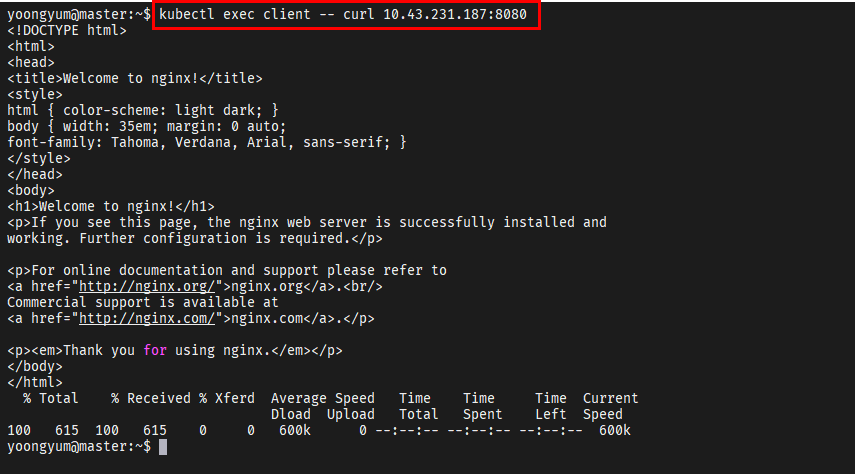 yoongyum@master:~$ kubectl exec client -- curl 10.43.231.187:8080
<!DOCTYPE html>
<html>
<head>
<title>Welcome to nginx!</title>
<style>
html { color-scheme: light dark; }
body { width: 35em; margin: 0 auto;
font-family: Tahoma, Verdana, Arial, sans-serif; }
</style>
</head>
<body>
<h1>Welcome to nginx!</h1>
<p>If you see this page, the nginx web server is successfully installed and
working. Further configuration is required.</p>

<p>For online documentation and support please refer to
<a href="http://nginx.org/">nginx.org</a>.<br/>
Commercial support is available at
<a href="http://nginx.com/">nginx.com</a>.</p>

<p><em>Thank you for using nginx.</em></p>
</body>
</html>
  % Total    % Received % Xferd  Average Speed   Time    Time     Time  Current
                                 Dload  Upload   Total   Spent    Left  Speed
100   615  100   615    0     0   600k      0 --:--:-- --:--:-- --:--:--  600k
yoongyum@master:~$